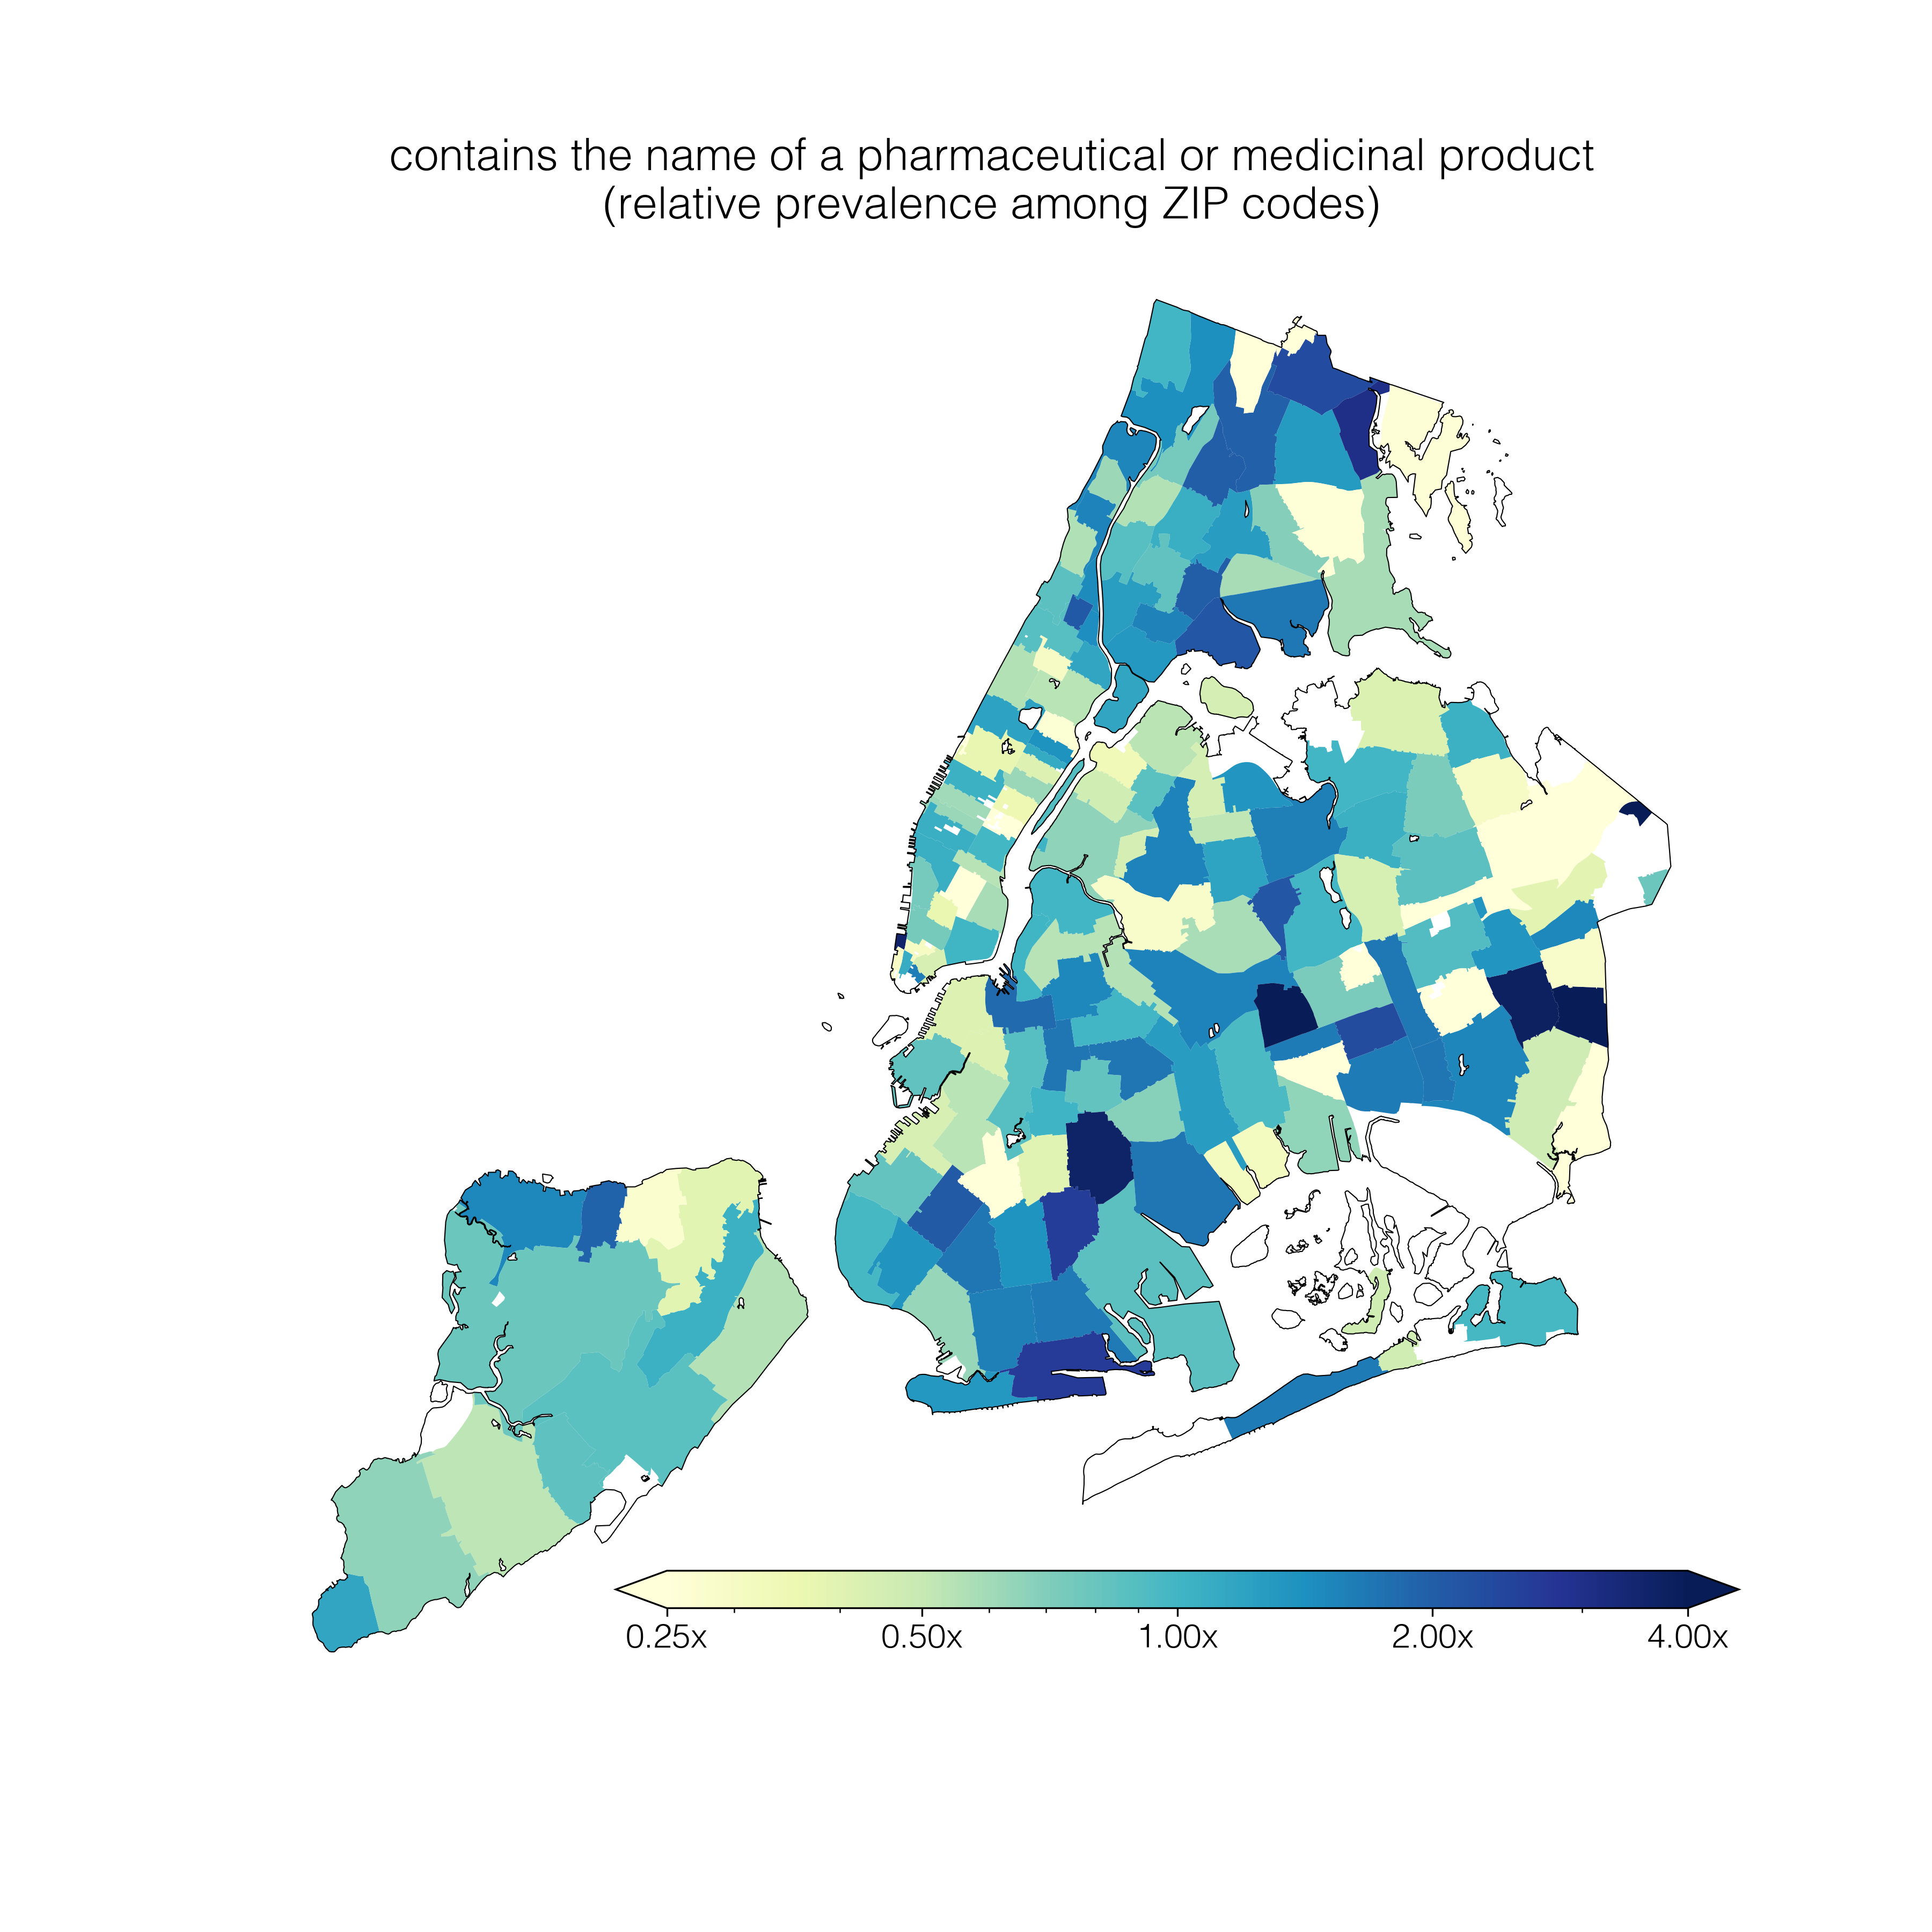 contains the name of a pharmaceutical or medicinal product
(relative prevalence among ZIP codes)
0.25x 0.50x 1.00x 2.00x 4.00x